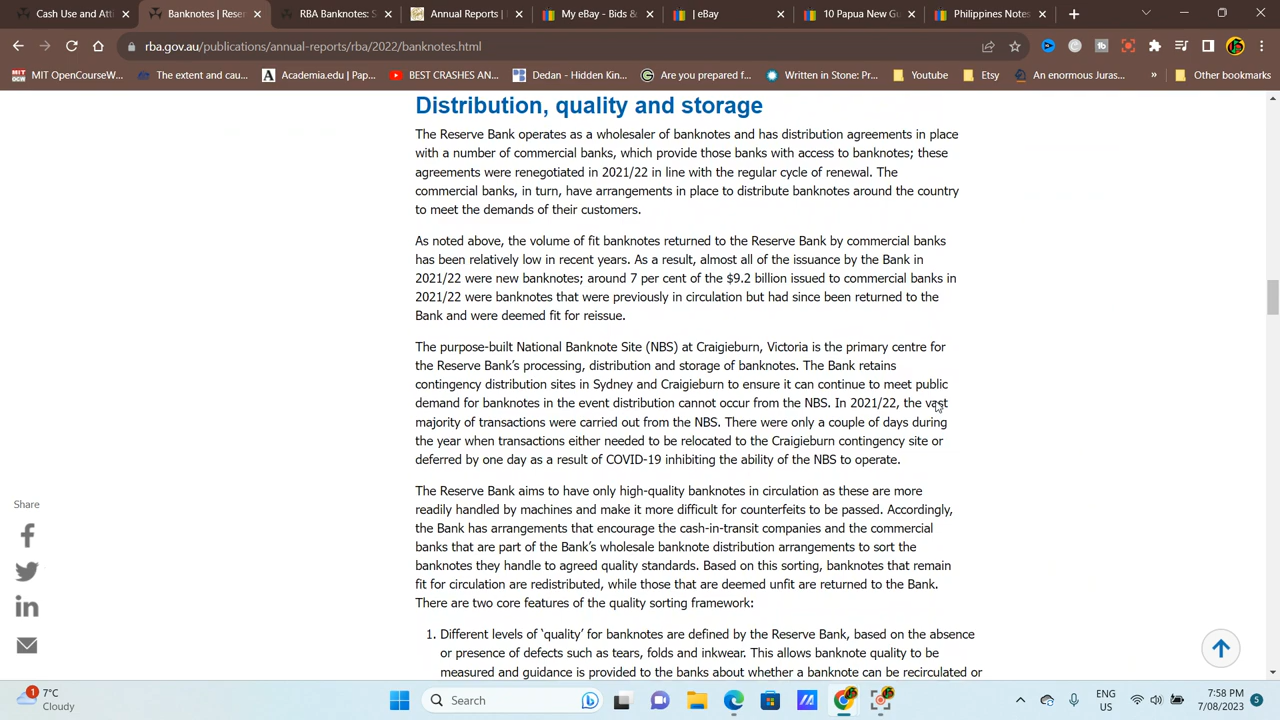 Cash Use and Atti
Banknotes | Reser
RBA Banknotes: S
Annual Reports |
My eBay - Bids &
| eBay
10 Papua New Gu
Philippines Notes
rba.gov.au/publications/annual-reports/rba/2022/banknotes.html
MIT OpenCourseW...
The extent and cau...
Academia.edu | Pap...
BEST CRASHES AN...
Dedan - Hidden Kin...
Are you prepared f...
Written in Stone: Pr...
Youtube
Etsy
An enormous Juras...
»
Other bookmarks
Distribution, quality and storage
The Reserve Bank operates as a wholesaler of banknotes and has distribution agreements in place
with a number of commercial banks, which provide those banks with access to banknotes; these
agreements were renegotiated in 2021/22 in line with the regular cycle of renewal. The
commercial banks, in turn, have arrangements in place to distribute banknotes around the country
to meet the demands of their customers.
As noted above, the volume of fit banknotes returned to the Reserve Bank by commercial banks
has been relatively low in recent years. As a result, almost all of the issuance by the Bank in
2021/22 were new banknotes; around 7 per cent of the $9.2 billion issued to commercial banks in
2021/22 were banknotes that were previously in circulation but had since been returned to the
Bank and were deemed fit for reissue.
The purpose-built National Banknote Site (NBS) at Craigieburn, Victoria is the primary centre for
the Reserve Bank's processing, distribution and storage of banknotes. The Bank retains
contingency distribution sites in Sydney and Craigieburn to ensure it can continue to meet public
demand for banknotes in the event distribution cannot occur from the NBS. In 2021/22, the vast
majority of transactions were carried out from the NBS. There were only a couple of days during
the year when transactions either needed to be relocated to the Craigieburn contingency site or
deferred by one day as a result of COVID-19 inhibiting the ability of the NBS to operate.
Share
The Reserve Bank aims to have only high-quality banknotes in circulation as these are more
readily handled by machines and make it more difficult for counterfeits to be passed. Accordingly,
the Bank has arrangements that encourage the cash-in-transit companies and the commercial
banks that are part of the Bank's wholesale banknote distribution arrangements to sort the
banknotes they handle to agreed quality standards. Based on this sorting, banknotes that remain
fit for circulation are redistributed, while those that are deemed unfit are returned to the Bank.
There are two core features of the quality sorting framework:
1. Different levels of 'quality' for banknotes are defined by the Reserve Bank, based on the absence
or presence of defects such as tears, folds and inkwear. This allows banknote quality to be
measured and guidance is provided to the banks about whether a banknote can be recirculated or
1
7°C
Cloudy
Search
ENG
US
7:58 PM
7/08/2023
5